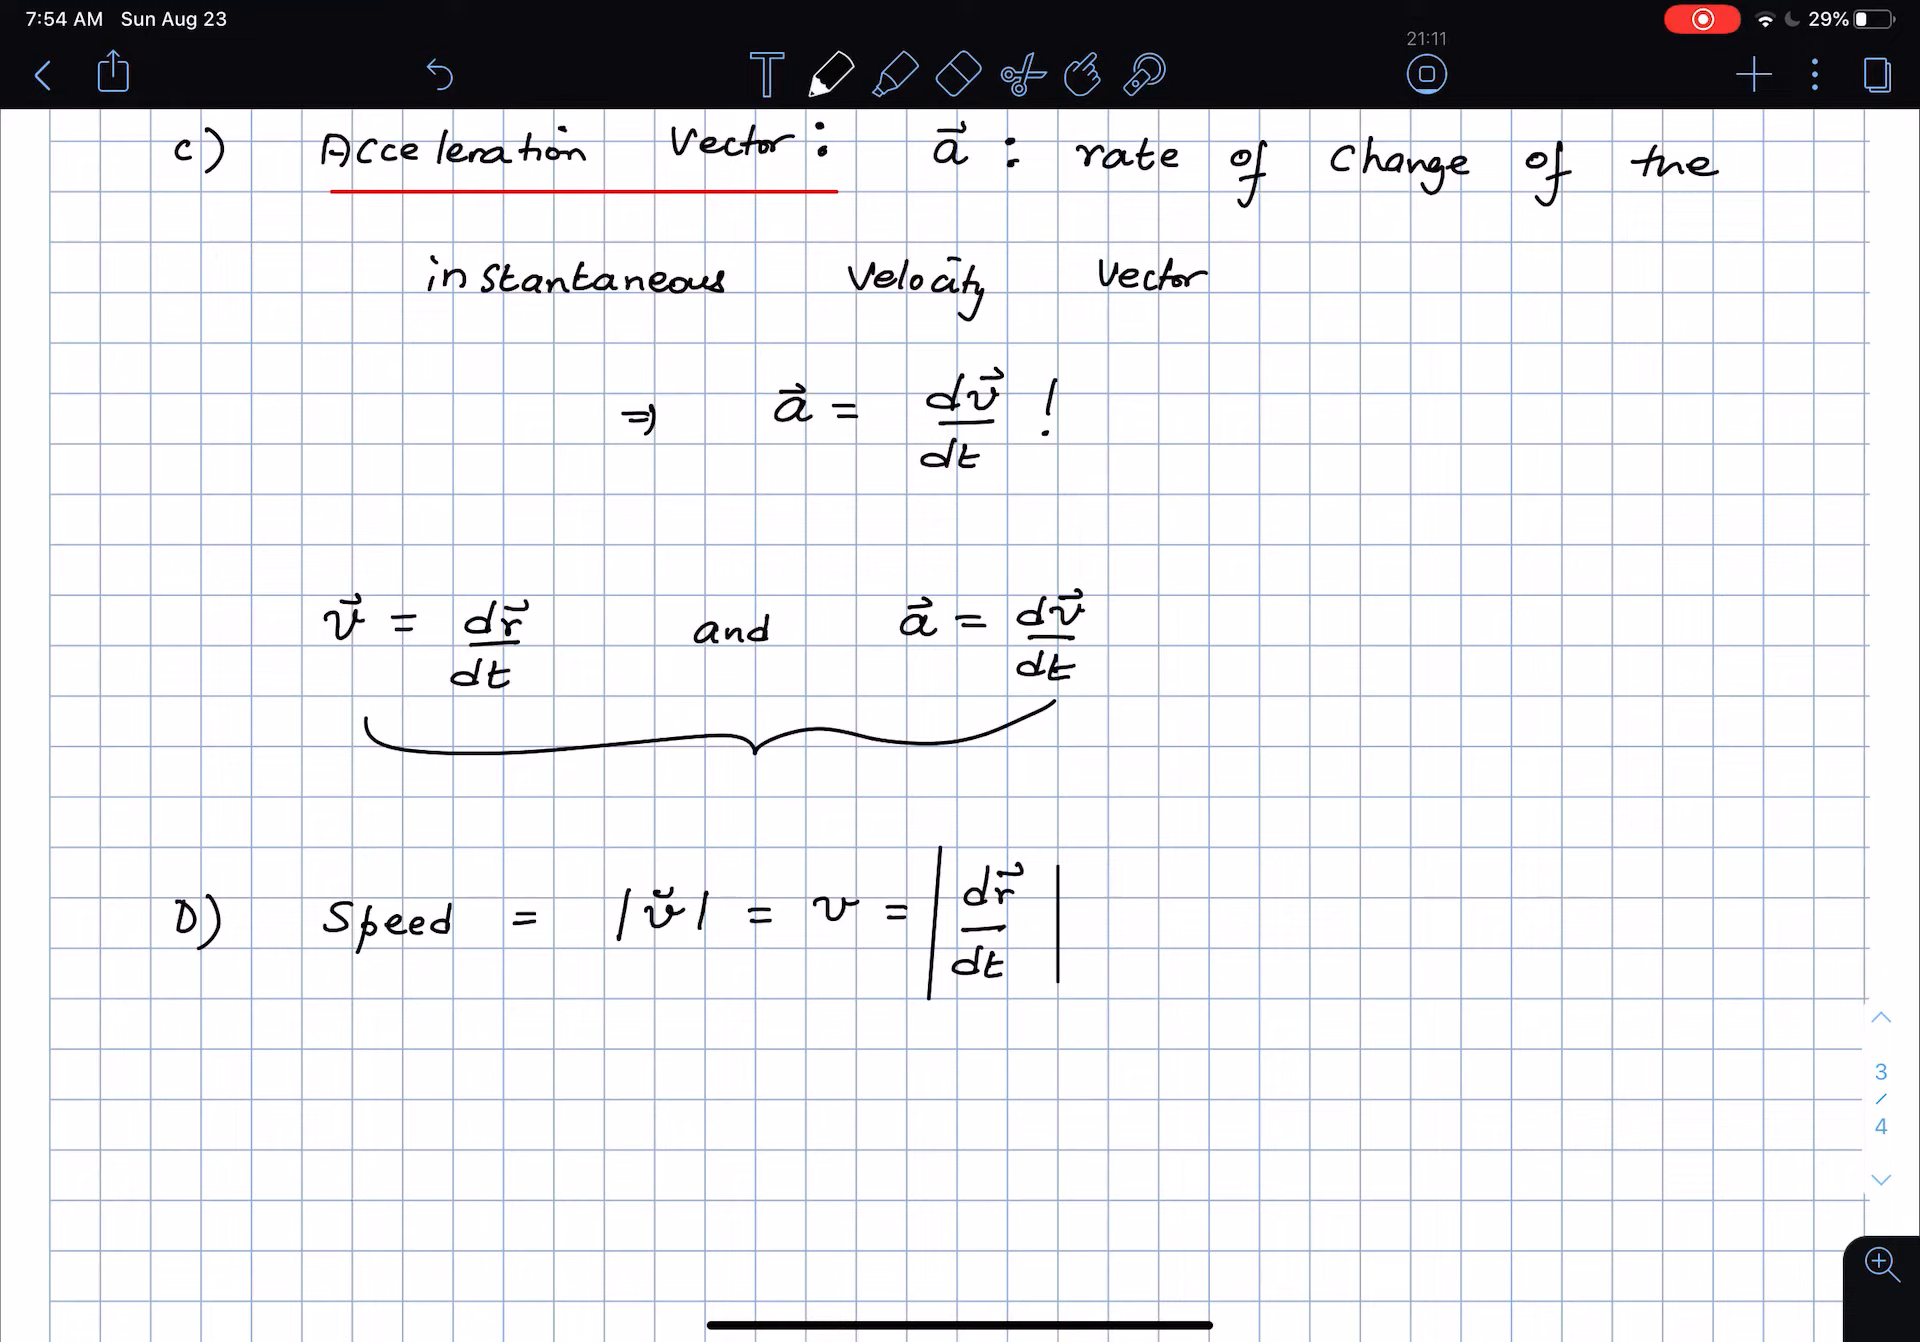 7:54 AM Sun Aug 23 29%
21:11
c) Acceleration Vector: a⃗ : rate of change of the
instantaneous velocity vector
⇒ a⃗ = dv⃗/dt !
v⃗ = dr⃗/dt and a⃗ = dv⃗/dt
D) Speed = |v⃗| = v = |dr⃗/dt|
3
/
4